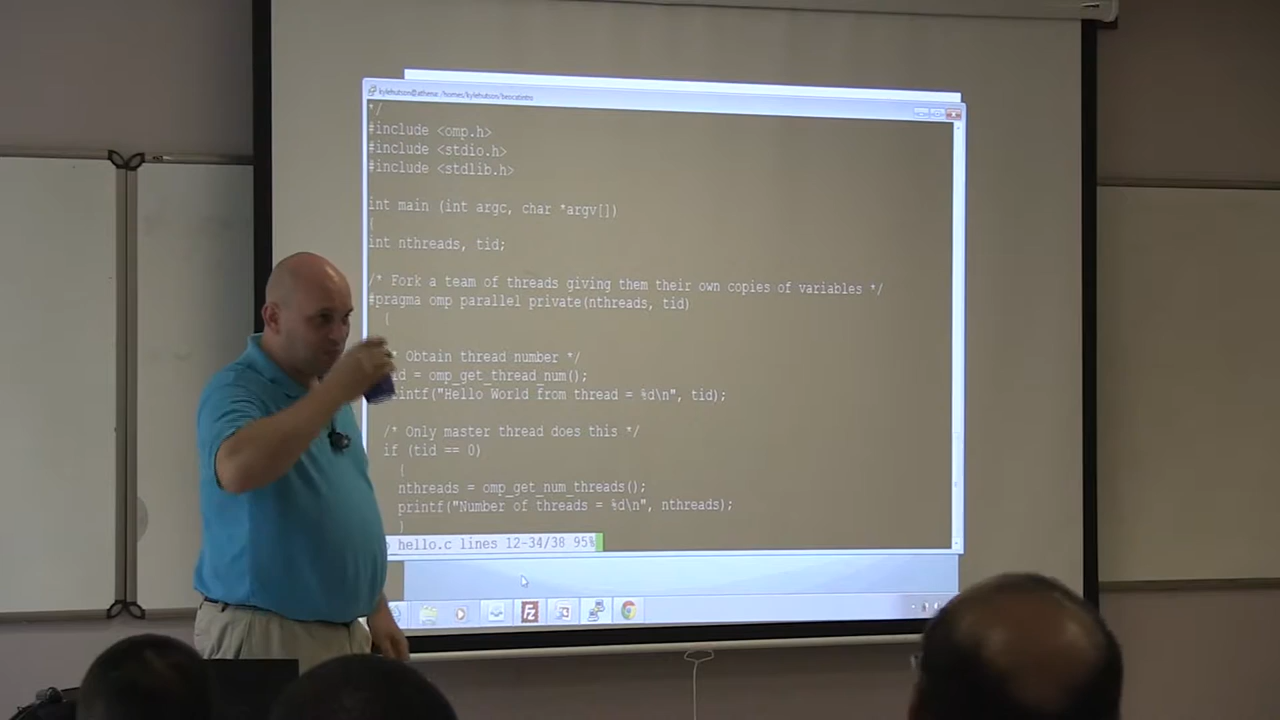 kylehutson@athena:/homes/kylehutson/beocatintro
*/
#include <omp.h>
#include <stdio.h>
#include <stdlib.h>
int main (int argc, char *argv[])
{
int nthreads, tid;
/* Fork a team of threads giving them their own copies of variables */
#pragma omp parallel private(nthreads, tid)
{
* Obtain thread number */
id = omp_get_thread_num();
rintf("Hello World from thread = %d\n", tid);
/* Only master thread does this */
if (tid == 0)
{
nthreads = omp_get_num_threads();
printf("Number of threads = %d\n", nthreads);
}
hello.c lines 12-34/38 95%
FZ